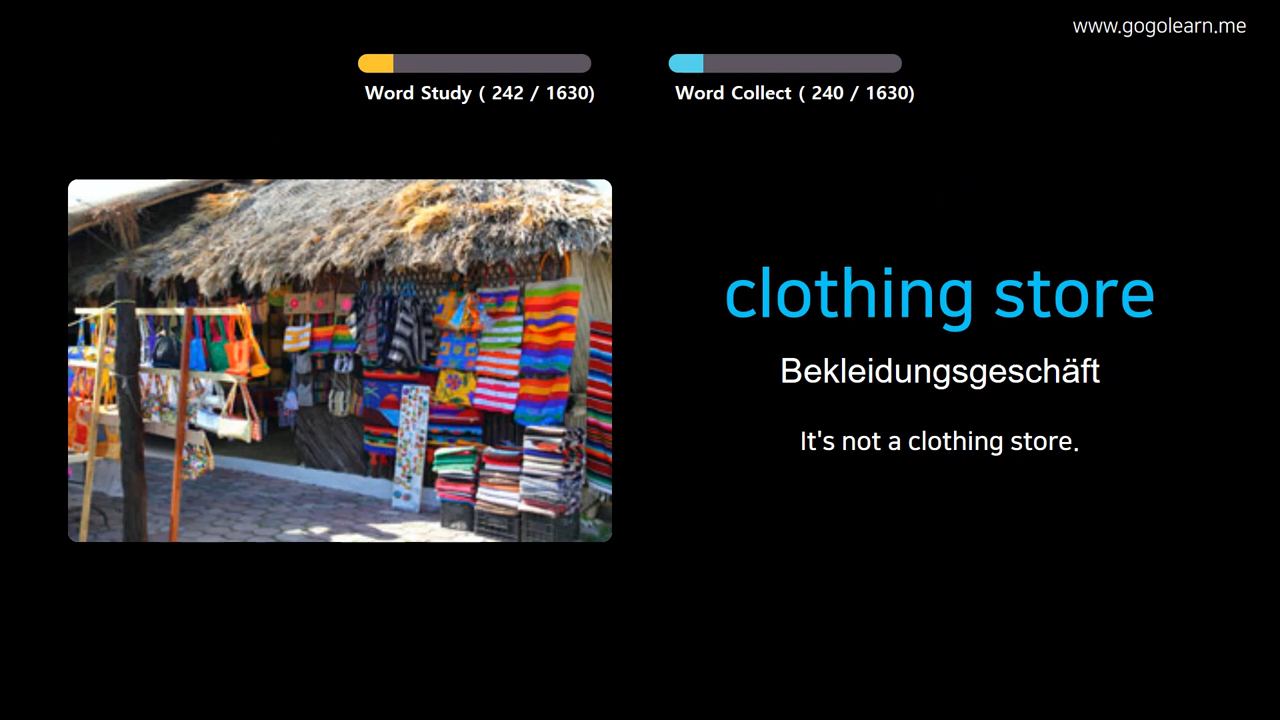 www.gogolearn.me
Word Study ( 242 / 1630)
Word Collect ( 240 / 1630)
clothing store
Bekleidungsgeschäft
It's not a clothing store.